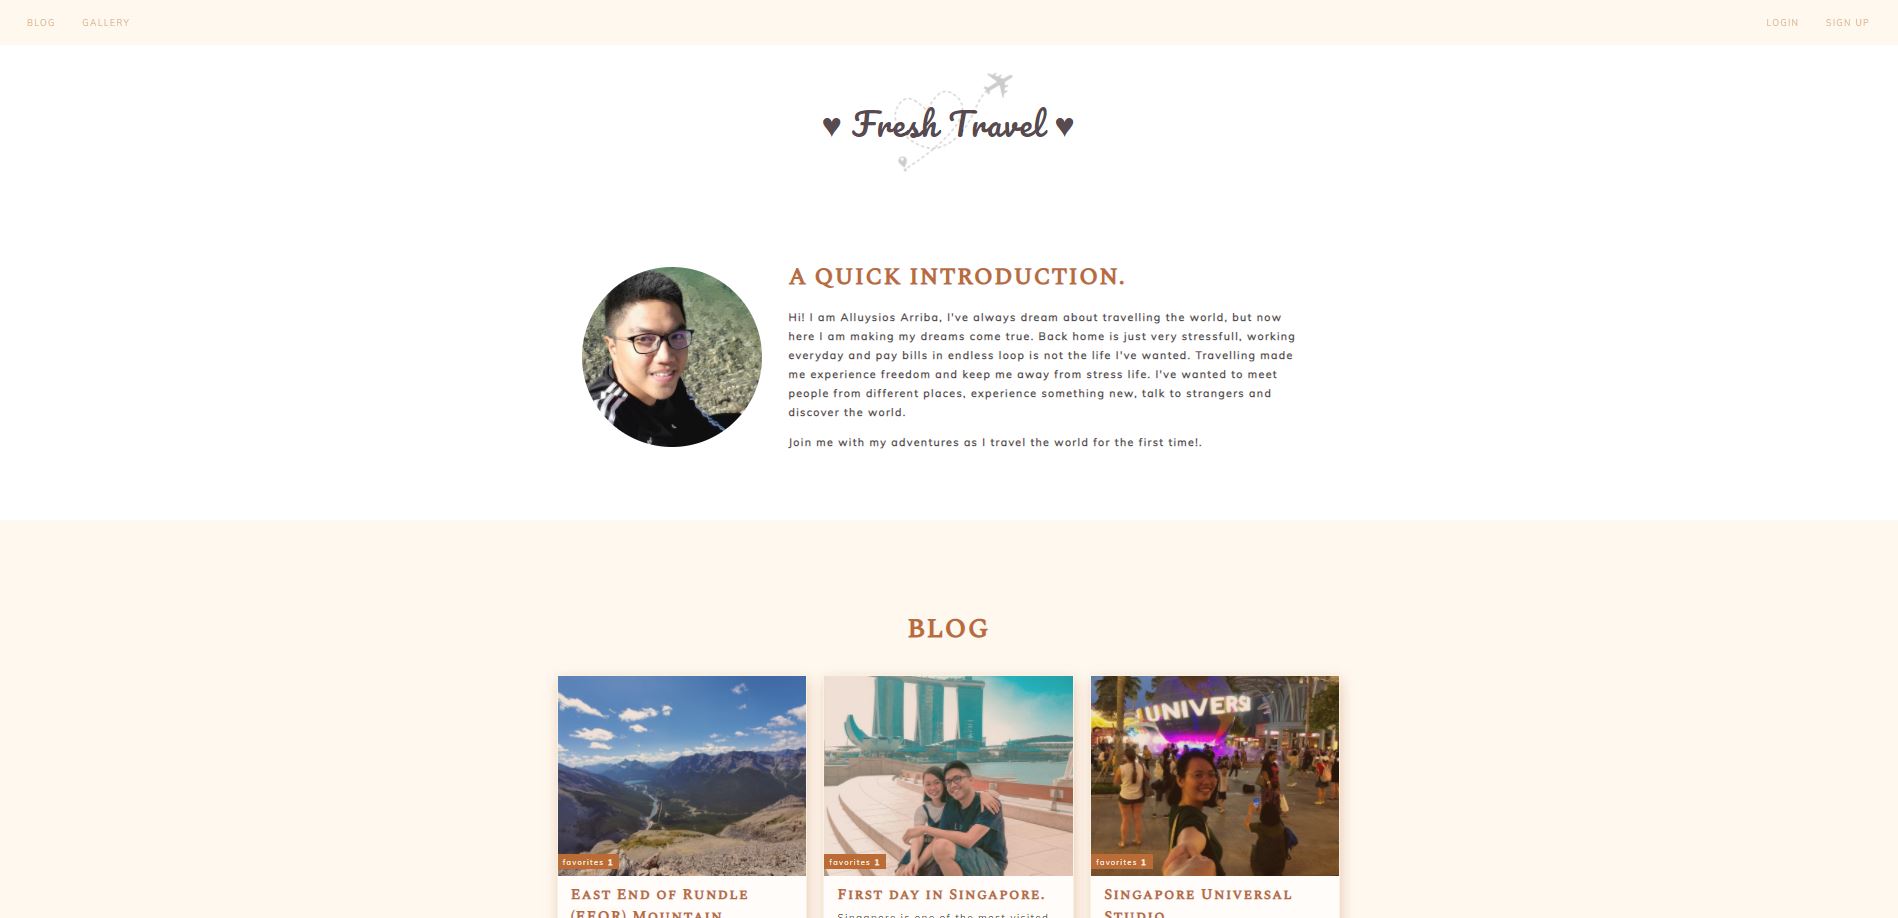 BLOG GALLERY LOGIN SIGN UP
♥ Fresh Travel ♥
A QUICK INTRODUCTION.
Hi! I am Alluysios Arriba, I've always dream about travelling the world, but now
here I am making my dreams come true. Back home is just very stressfull, working
everyday and pay bills in endless loop is not the life I've wanted. Travelling made
me experience freedom and keep me away from stress life. I've wanted to meet
people from different places, experience something new, talk to strangers and
discover the world.
Join me with my adventures as I travel the world for the first time!.
BLOG
UNIVERS
favorites 1
favorites 1
favorites 1
East End of Rundle
(EEOR) Mountain
First day in Singapore.
Singapore is one of the most visited
Singapore Universal
Studio